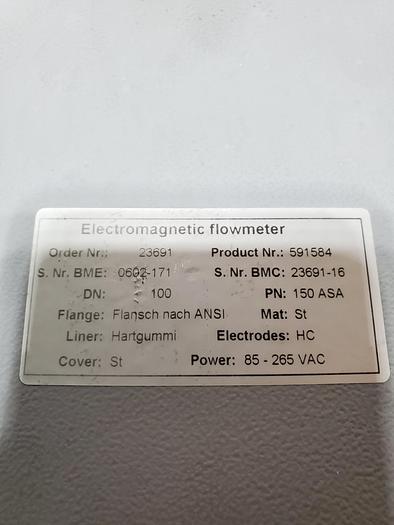 Electromagnetic flowmeter
Order Nr.: 23691 Product Nr.: 591584
S. Nr. BME: 0602-171 S. Nr. BMC: 23691-16
DN: 100 PN: 150 ASA
Flange: Flansch nach ANSI Mat: St
Liner: Hartgummi Electrodes: HC
Cover: St Power: 85 - 265 VAC